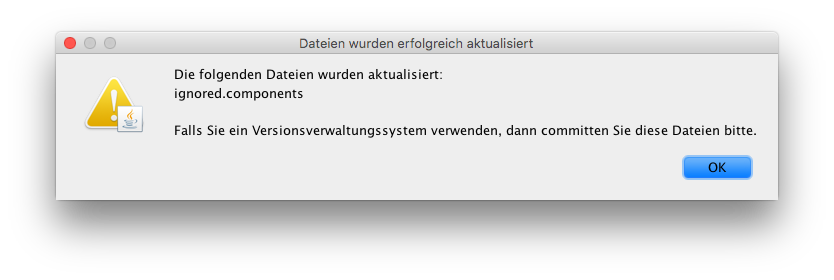 Dateien wurden erfolgreich aktualisiert
Die folgenden Dateien wurden aktualisiert:
ignored.components
Falls Sie ein Versionsverwaltungssystem verwenden, dann committen Sie diese Dateien bitte.
OK